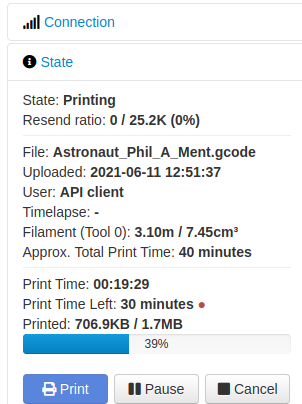 Connection
State
State: Printing
Resend ratio: 0 / 25.2K (0%)
File: Astronaut_Phil_A_Ment.gcode
Uploaded: 2021-06-11 12:51:37
User: API client
Timelapse: -
Filament (Tool 0): 3.10m / 7.45cm³
Approx. Total Print Time: 40 minutes
Print Time: 00:19:29
Print Time Left: 30 minutes ●
Printed: 706.9KB / 1.7MB
39%
Print Pause Cancel